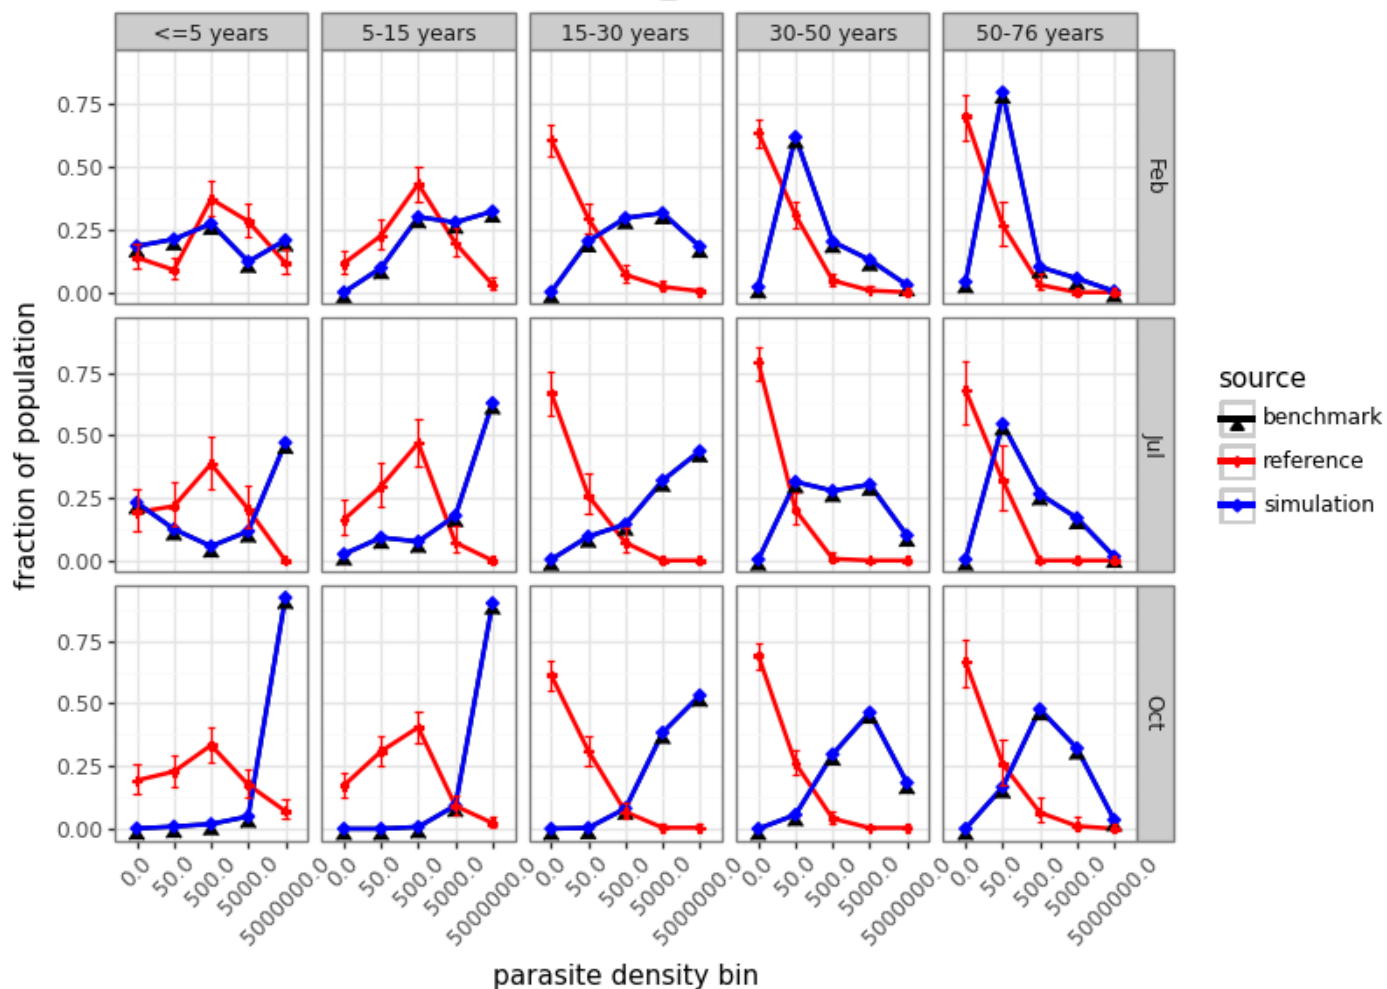 <=5 years 5-15 years 15-30 years 30-50 years 50-76 years
0.75
0.50
0.25
0.00
Feb
0.75
0.50
0.25
0.00
Jul
0.75
0.50
0.25
0.00
Oct
fraction of population
0.0 50.0 500.0 5000.0 5000000.0 0.0 50.0 500.0 5000.0 5000000.0 0.0 50.0 500.0 5000.0 5000000.0 0.0 50.0 500.0 5000.0 5000000.0 0.0 50.0 500.0 5000.0 5000000.0
parasite density bin
source
benchmark
reference
simulation